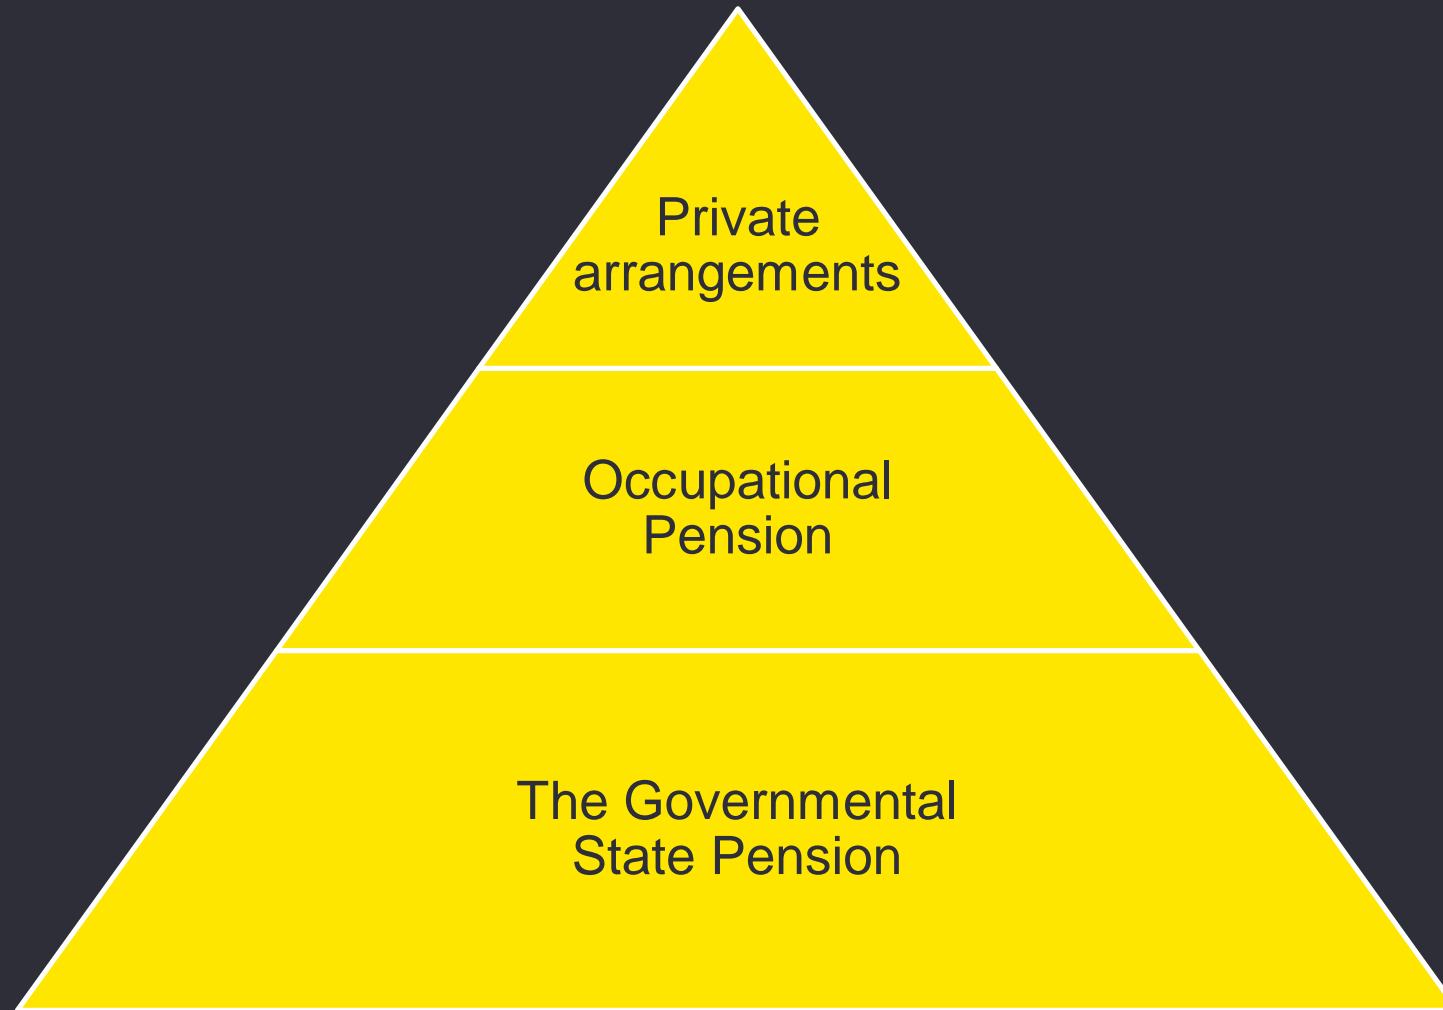 Private
arrangements
Occupational
Pension
The Governmental
State Pension